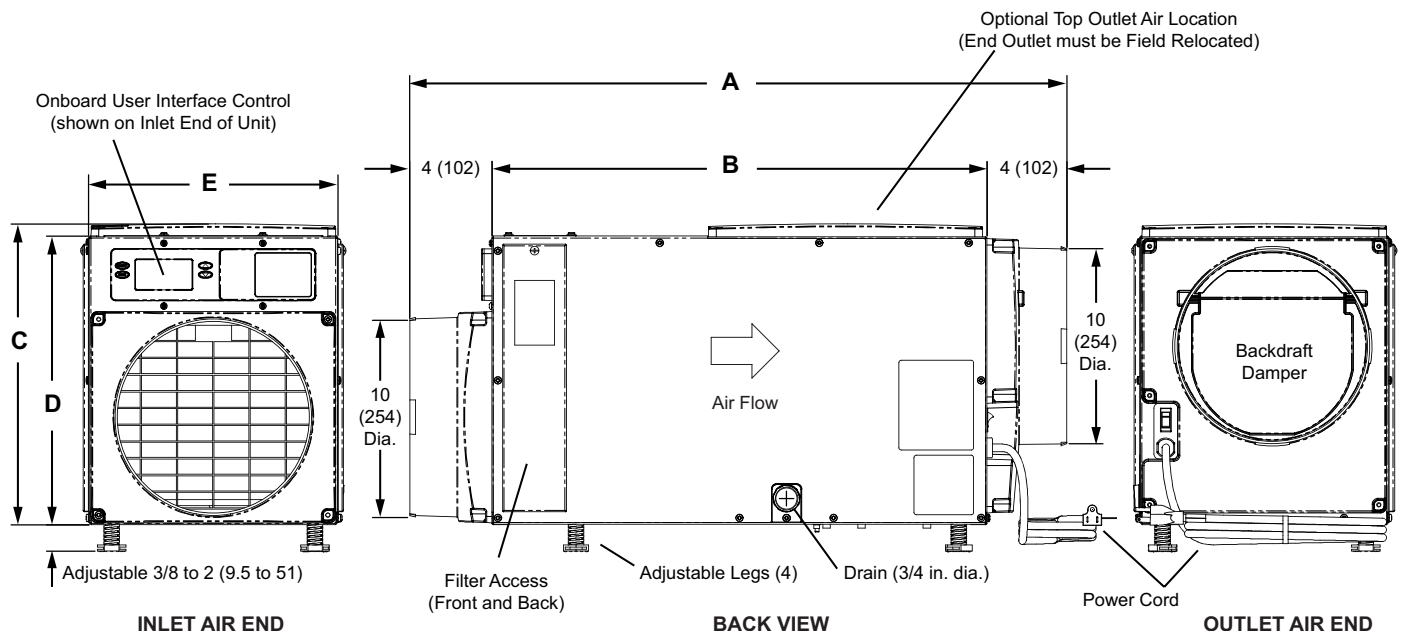 Optional Top Outlet Air Location
(End Outlet must be Field Relocated)
A
Onboard User Interface Control
(shown on Inlet End of Unit)
4 (102)
B
4 (102)
E
C
D
10
(254)
Dia.
Air Flow
10
(254)
Dia.
Backdraft
Damper
Adjustable 3/8 to 2 (9.5 to 51)
Filter Access
(Front and Back)
Adjustable Legs (4)
Drain (3/4 in. dia.)
Power Cord
INLET AIR END
BACK VIEW
OUTLET AIR END